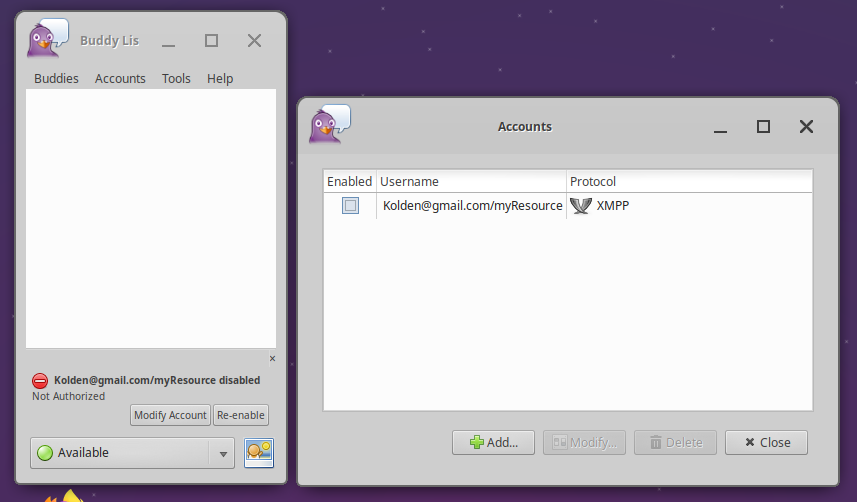 Buddy Lis
Buddies Accounts Tools Help
Kolden@gmail.com/myResource disabled
Not Authorized
Modify Account Re-enable
Available
Accounts
Enabled Username Protocol
Kolden@gmail.com/myResource XMPP
Add... Modify... Delete Close